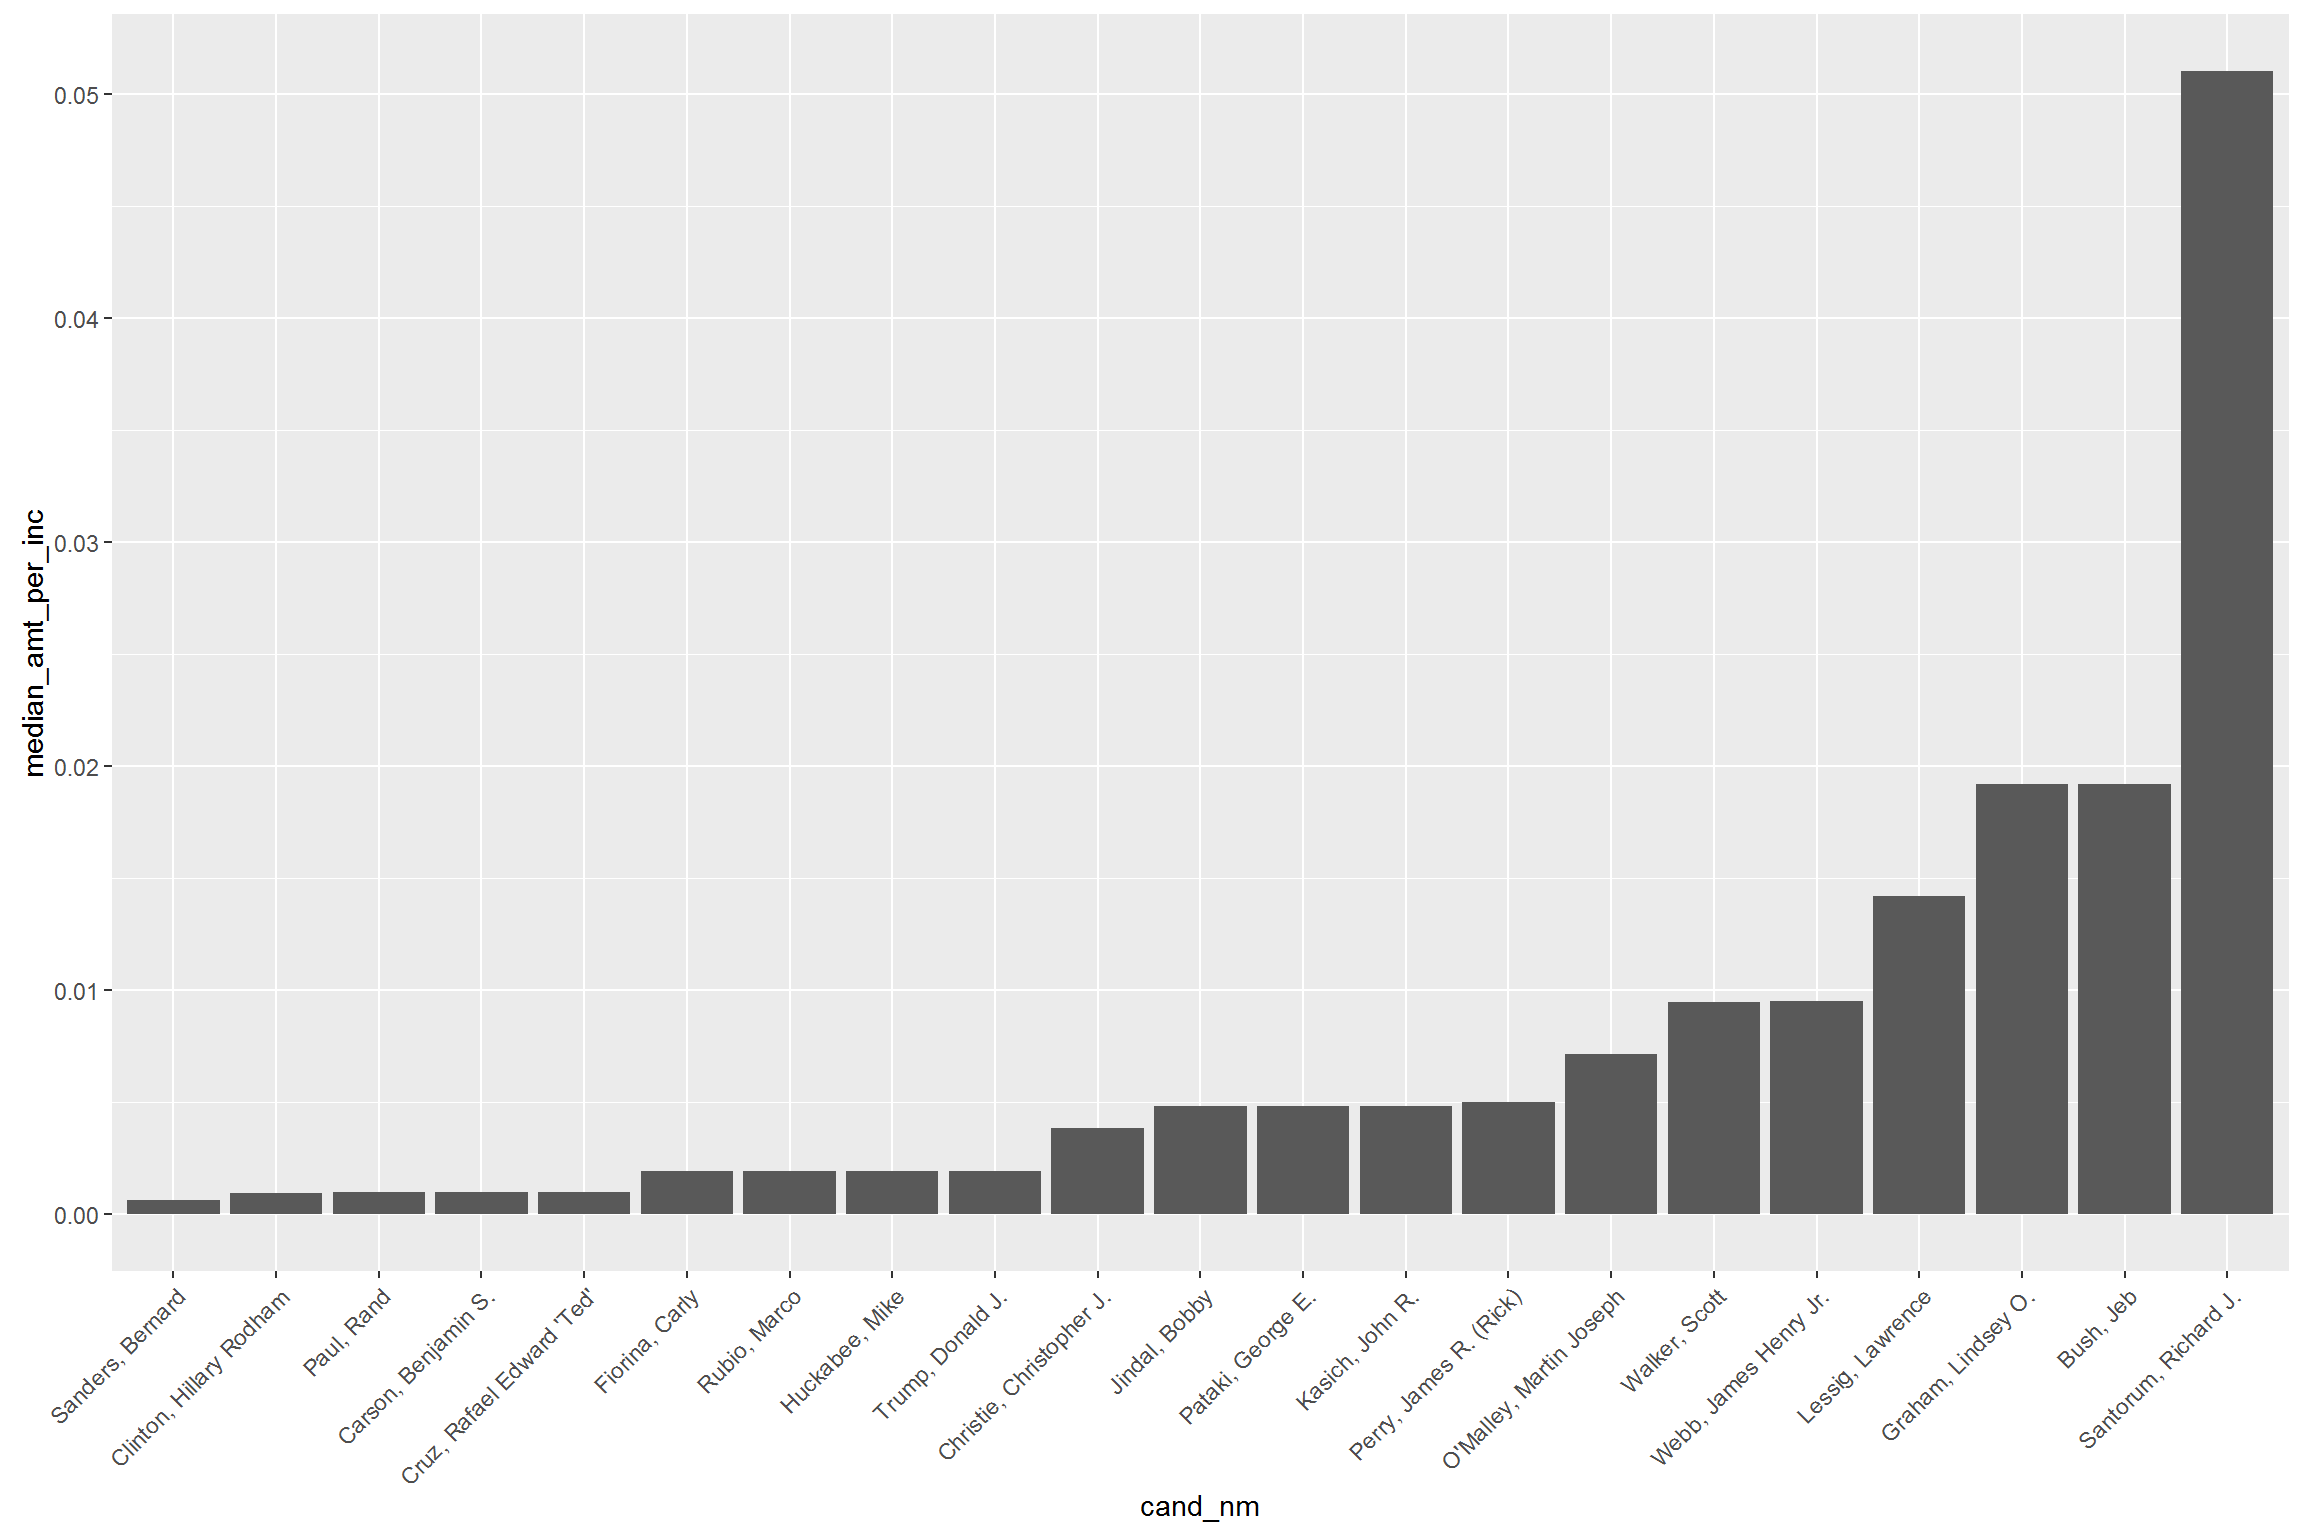 median_amt_per_inc
0.05
0.04
0.03
0.02
0.01
0.00
Sanders, Bernard
Clinton, Hillary Rodham
Paul, Rand
Carson, Benjamin S.
Cruz, Rafael Edward 'Ted'
Fiorina, Carly
Rubio, Marco
Huckabee, Mike
Trump, Donald J.
Christie, Christopher J.
Jindal, Bobby
Pataki, George E.
Kasich, John R.
Perry, James R. (Rick)
O'Malley, Martin Joseph
Walker, Scott
Webb, James Henry Jr.
Lessig, Lawrence
Graham, Lindsey O.
Bush, Jeb
Santorum, Richard J.
cand_nm